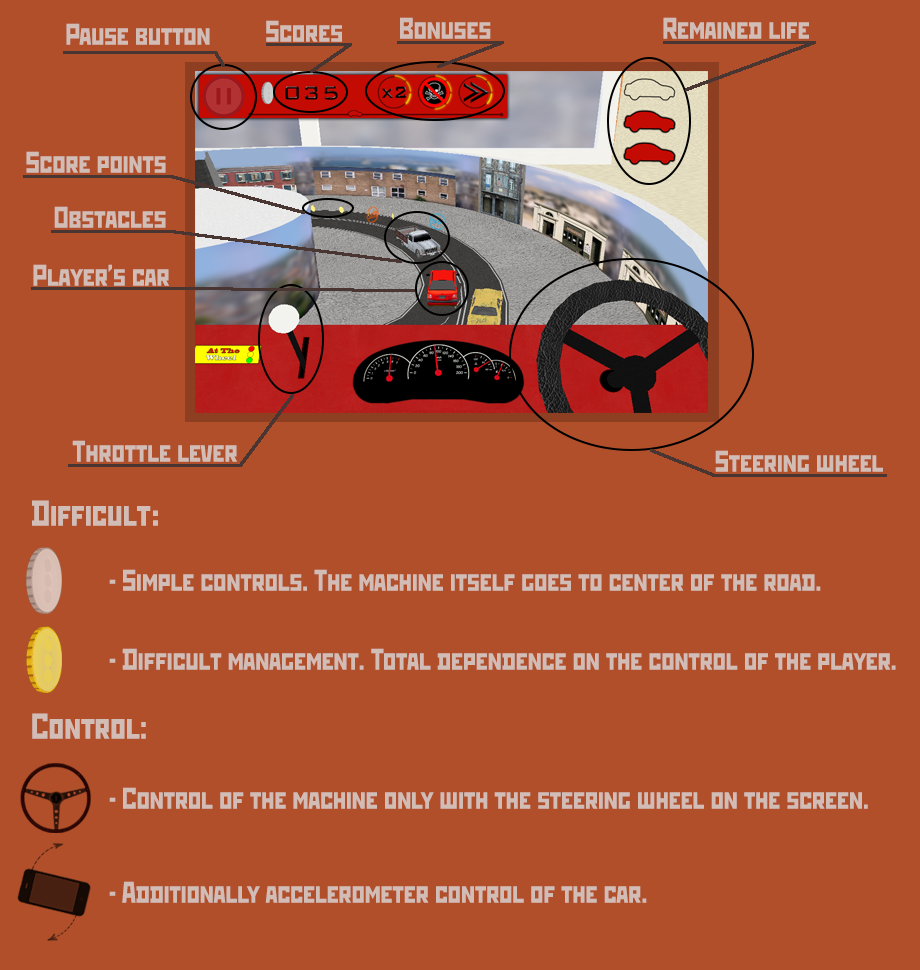 Pause button
Scores
Bonuses
Remained life
035
x2
Score points
Obstacles
Player's car
At The
Wheel
Throttle lever
Steering wheel
Difficult:
- Simple controls. The machine itself goes to center of the road.
- Difficult management. Total dependence on the control of the player.
Control:
- Control of the machine only with the steering wheel on the screen.
- Additionally accelerometer control of the car.